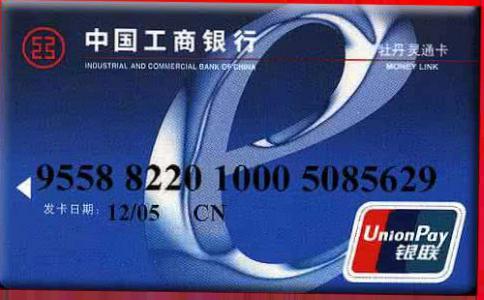 中国工商银行
INDUSTRIAL AND COMMERCIAL BANK OF CHINA
牡丹灵通卡
MONEY LINK
9558 8220 1000 5085629
发卡日期: 12/05 CN
UnionPay
银联